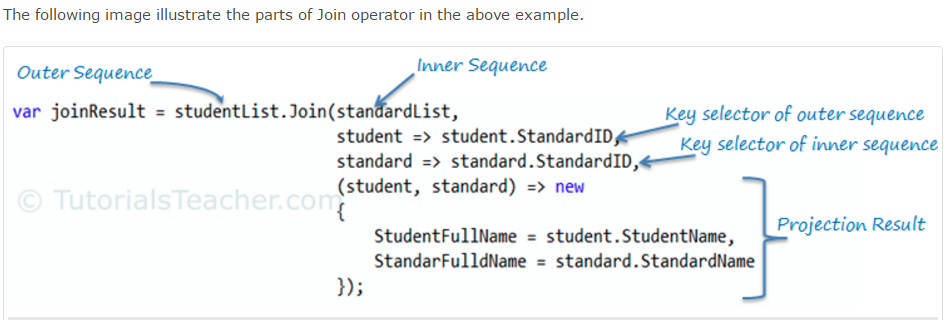 The following image illustrate the parts of Join operator in the above example.
Outer Sequence
Inner Sequence
var joinResult = studentList.Join(standardList,
Key selector of outer sequence
student => student.StandardID,
Key selector of inner sequence
standard => standard.StandardID,
(student, standard) => new
© TutorialsTeacher.com
{
Projection Result
StudentFullName = student.StudentName,
StandarFulldName = standard.StandardName
});